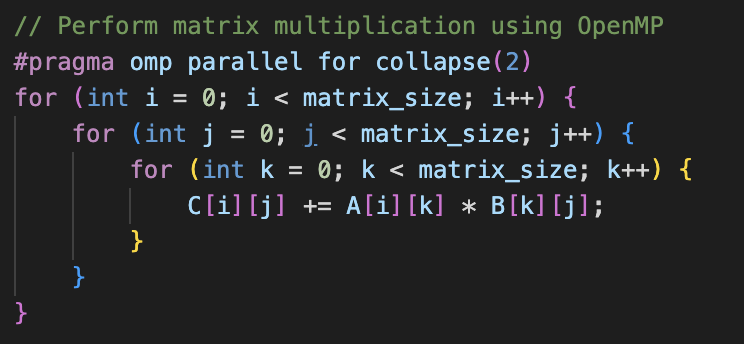 // Perform matrix multiplication using OpenMP
#pragma omp parallel for collapse(2)
for (int i = 0; i < matrix_size; i++) {
    for (int j = 0; j < matrix_size; j++) {
        for (int k = 0; k < matrix_size; k++) {
            C[i][j] += A[i][k] * B[k][j];
        }
    }
}